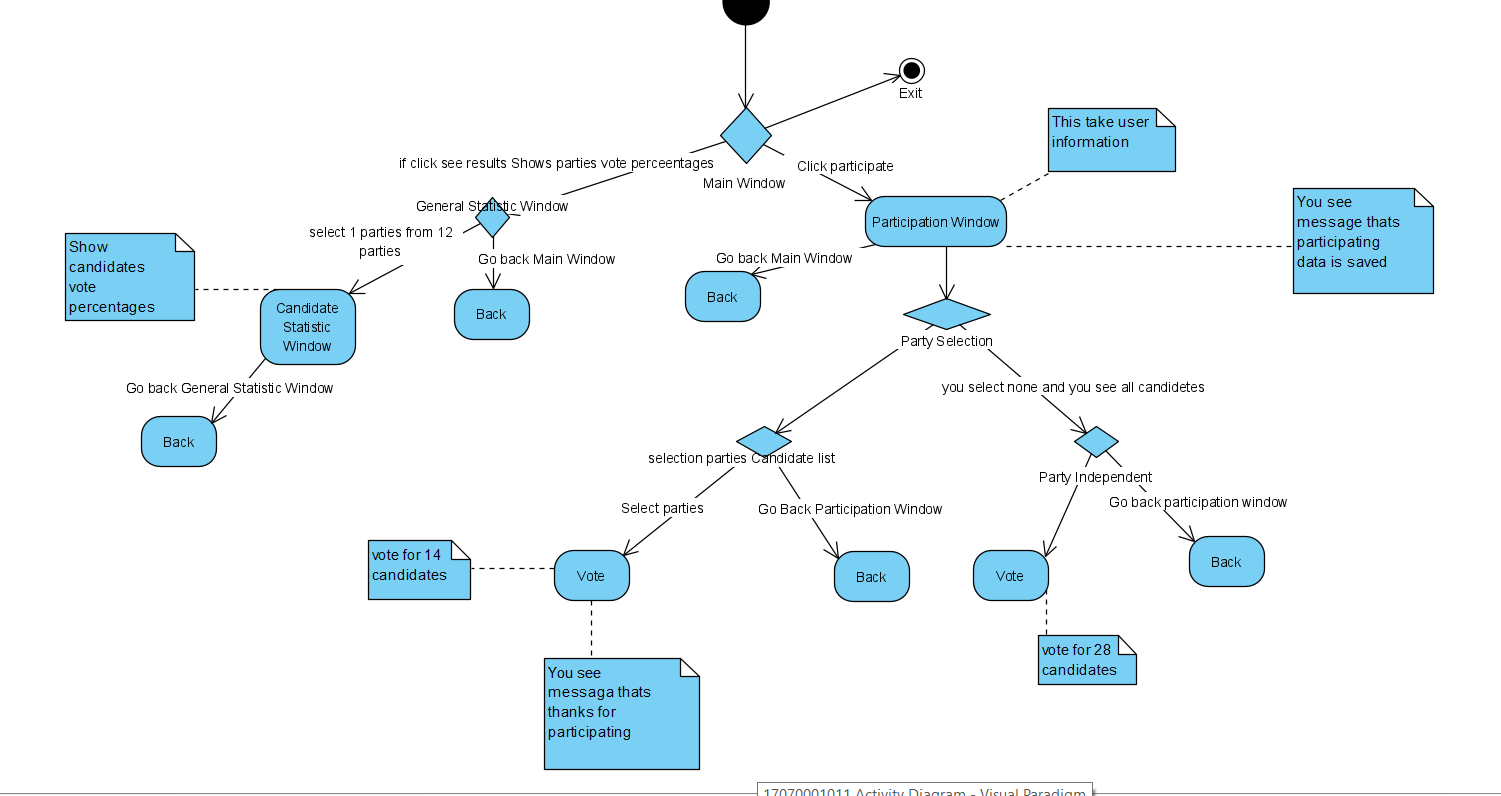 Exit
This take user
information
if click see results Shows parties vote perceentages
Click participate
Main Window
General Statistic Window
Participation Window
You see
message thats
participating
data is saved
select 1 parties from 12
parties
Show
candidates
vote
percentages
Go back Main Window
Go back Main Window
Back
Back
Candidate
Statistic
Window
Party Selection
Go back General Statistic Window
you select none and you see all candidetes
Back
selection parties Candidate list
Party Independent
Select parties
Go Back Participation Window
Go back participation window
vote for 14
candidates
Vote
Back
Vote
Back
vote for 28
candidates
You see
messaga thats
thanks for
participating
17070001011 Activity Diagram - Visual Paradigm